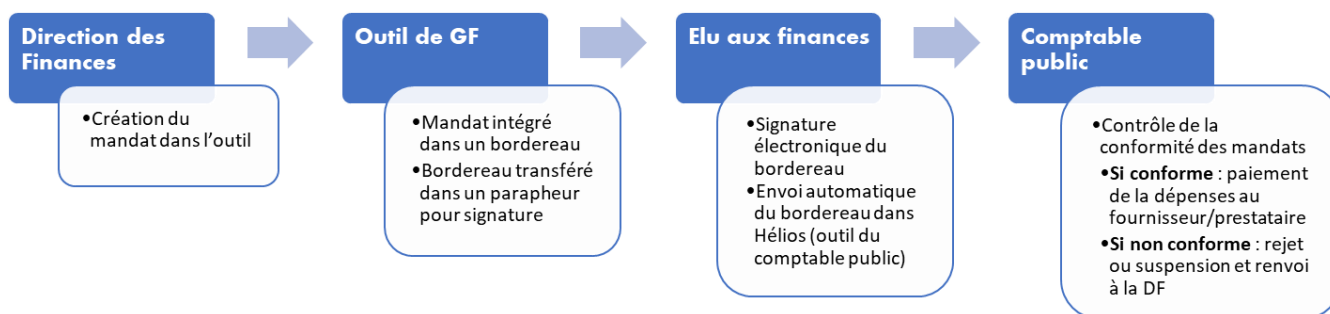 Direction des
Finances
•Création du
mandat dans l'outil
Outil de GF
•Mandat intégré
dans un bordereau
•Bordereau transféré
dans un parapheur
pour signature
Elu aux finances
•Signature
électronique du
bordereau
•Envoi automatique
du bordereau dans
Hélios (outil du
comptable public)
Comptable
public
•Contrôle de la
conformité des mandats
•Si conforme : paiement
de la dépenses au
fournisseur/prestataire
•Si non conforme : rejet
ou suspension et renvoi
à la DF